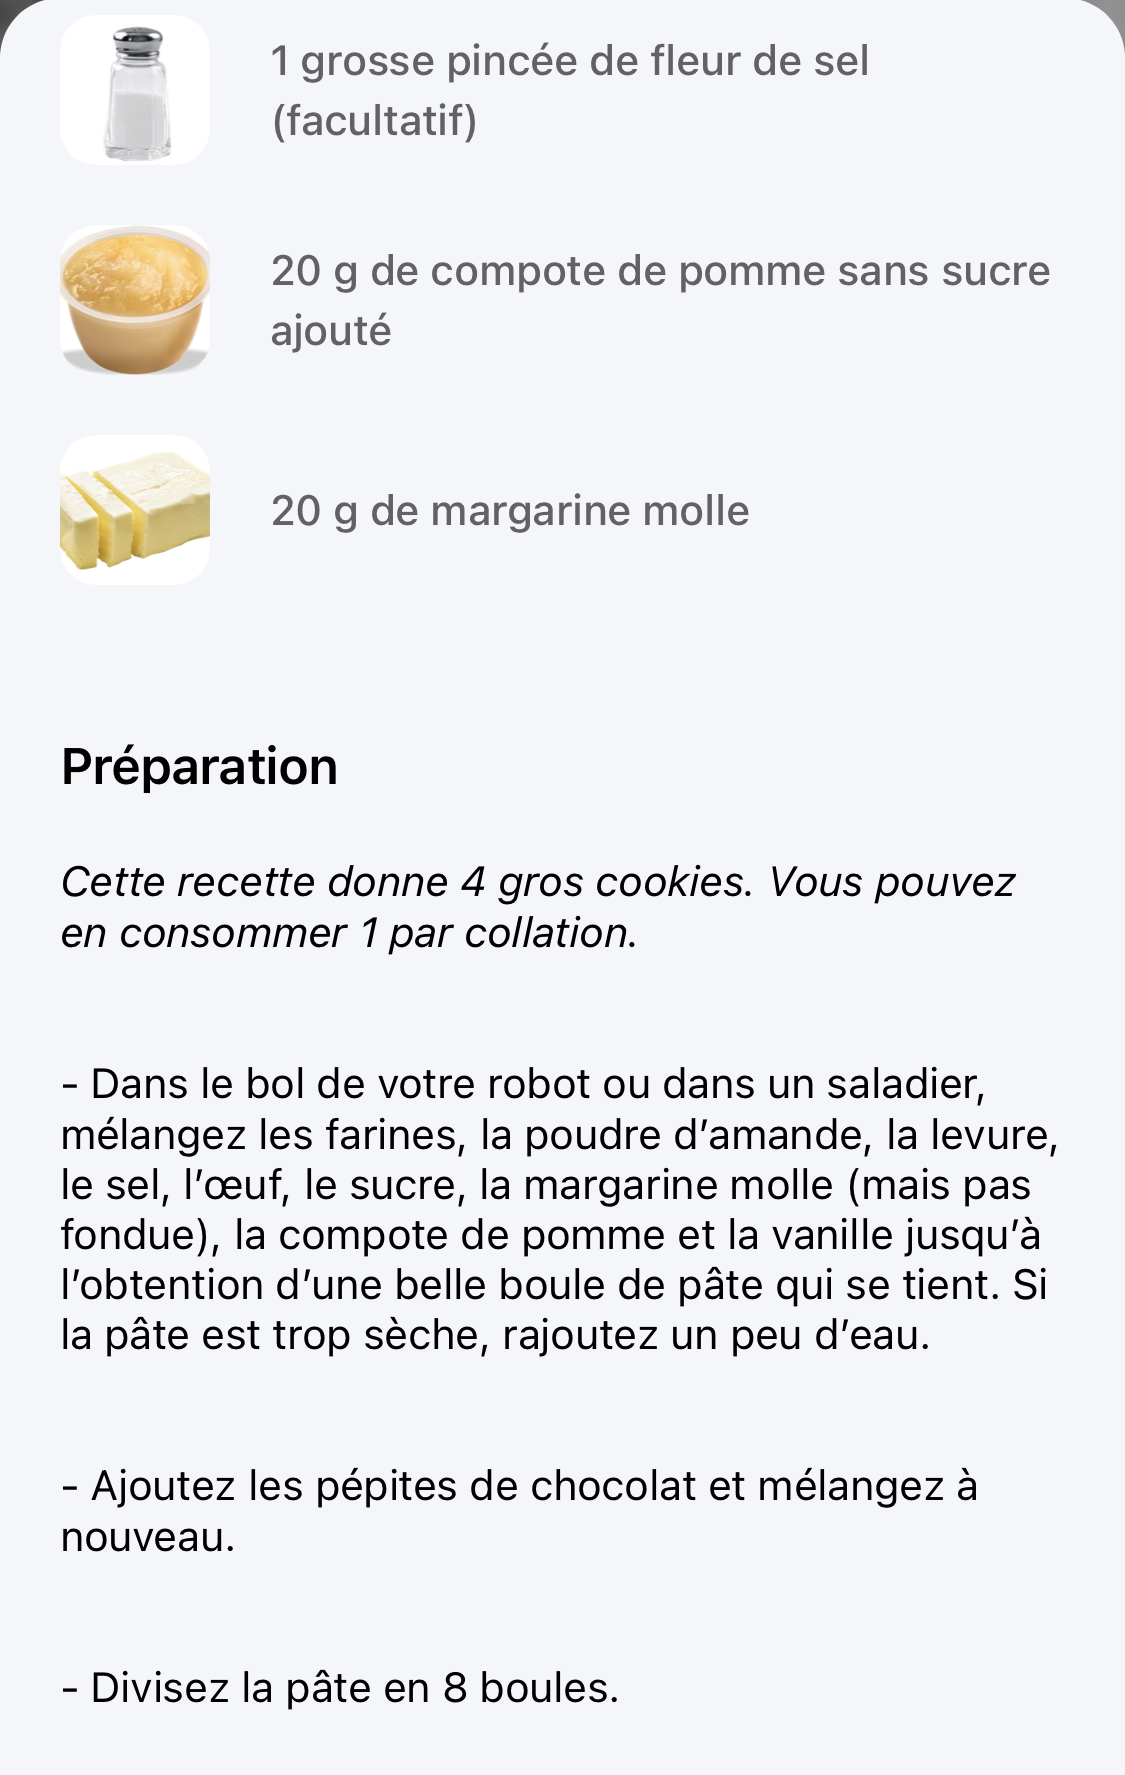 1 grosse pincée de fleur de sel
(facultatif)
20 g de compote de pomme sans sucre
ajouté
20 g de margarine molle
Préparation
Cette recette donne 4 gros cookies. Vous pouvez
en consommer 1 par collation.
- Dans le bol de votre robot ou dans un saladier,
mélangez les farines, la poudre d’amande, la levure,
le sel, l’œuf, le sucre, la margarine molle (mais pas
fondue), la compote de pomme et la vanille jusqu’à
l’obtention d’une belle boule de pâte qui se tient. Si
la pâte est trop sèche, rajoutez un peu d’eau.
- Ajoutez les pépites de chocolat et mélangez à
nouveau.
- Divisez la pâte en 8 boules.